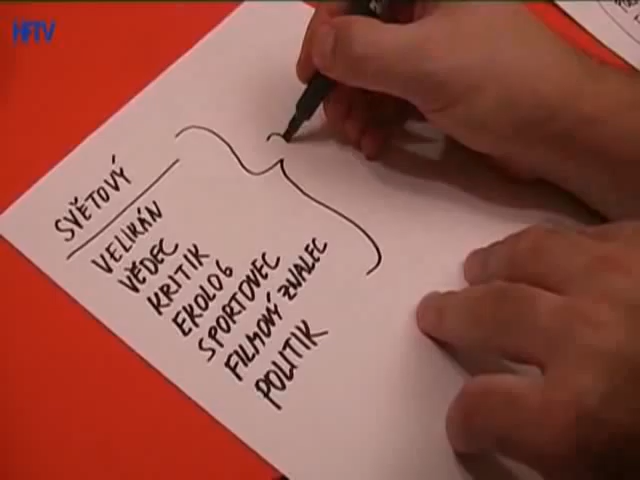 HFTV
SVĚTOVÝ
VELIKÁN
VĚDEC
KRITIK
EKOLOG
SPORTOVEC
FILMOVÝ ZNALEC
POLITIK